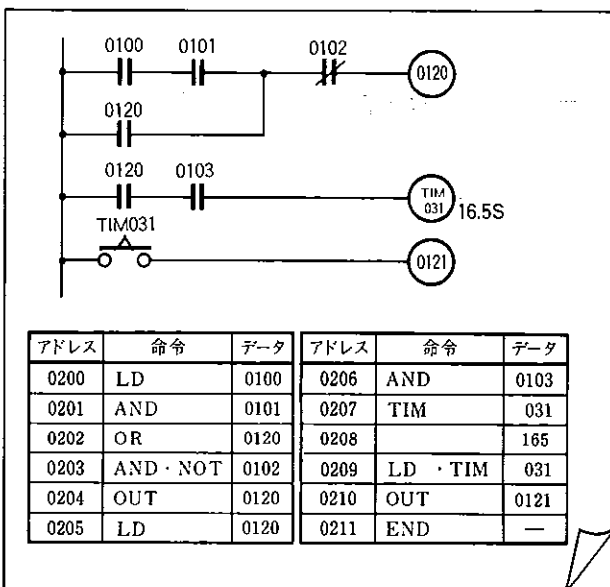 0100 0101 0102
0120
0120
0120 0103
TIM
031
16.5S
TIM031
0121
アドレス 命令 データ アドレス 命令 データ
0200 LD 0100 0206 AND 0103
0201 AND 0101 0207 TIM 031
0202 OR 0120 0208 165
0203 AND・NOT 0102 0209 LD ・TIM 031
0204 OUT 0120 0210 OUT 0121
0205 LD 0120 0211 END —